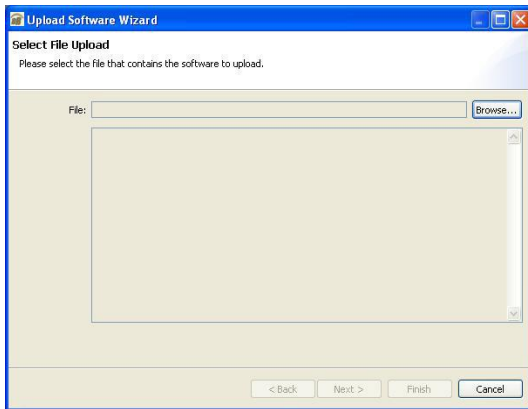 Upload Software Wizard
Select File Upload
Please select the file that contains the software to upload.
File:
Browse...
< Back
Next >
Finish
Cancel